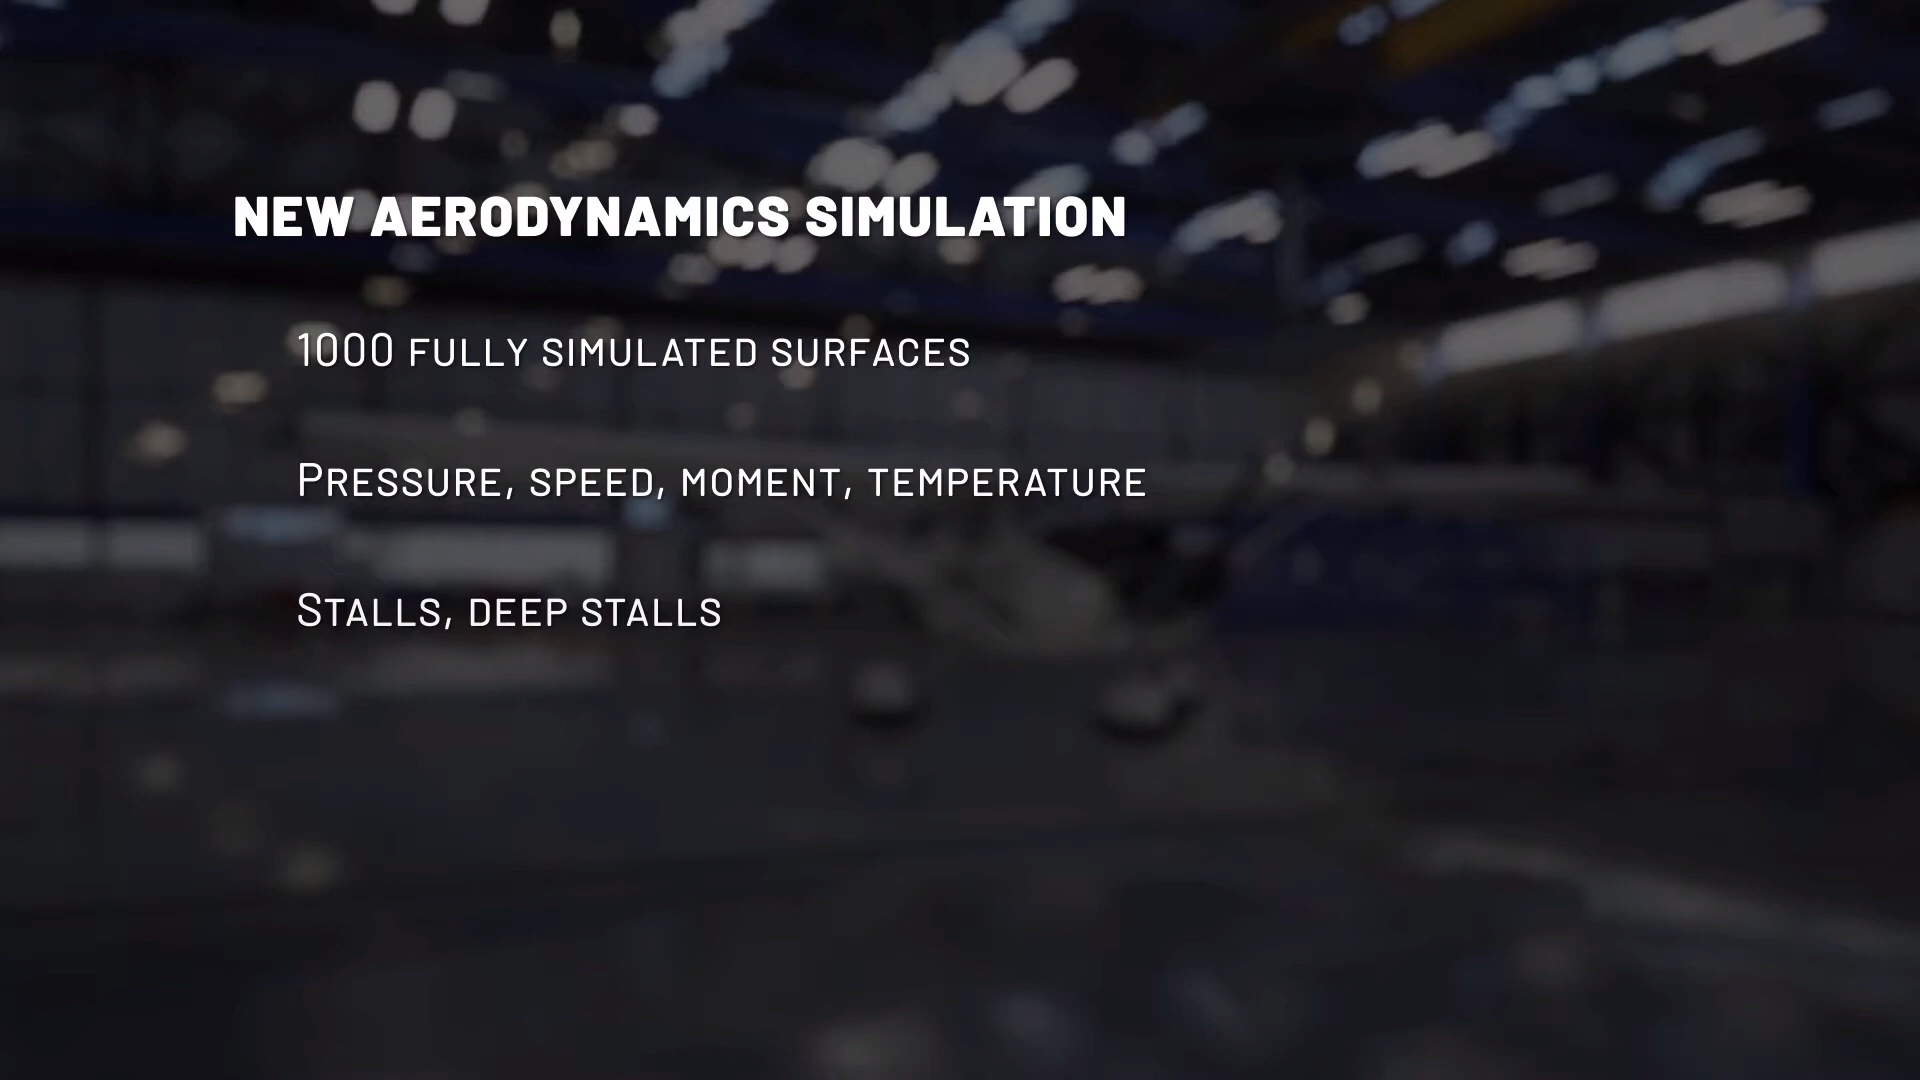 NEW AERODYNAMICS SIMULATION
1000 FULLY SIMULATED SURFACES
PRESSURE, SPEED, MOMENT, TEMPERATURE
STALLS, DEEP STALLS